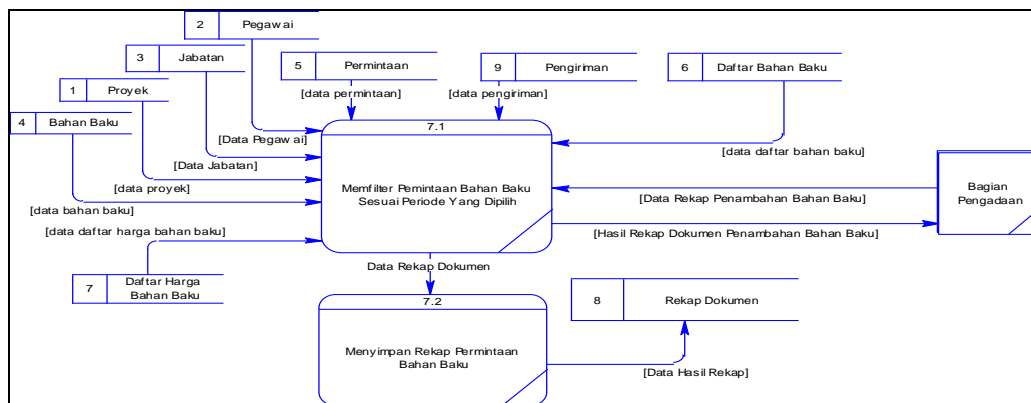 2
Pegawai
3
Jabatan
5
Permintaan
9
Pengiriman
6
Daftar Bahan Baku
1
Proyek
4
Bahan Baku
[data permintaan]
[data pengiriman]
[Data Pegawai]
7.1
[data daftar bahan baku]
[Data Jabatan]
[data proyek]
Memfilter Pemintaan Bahan Baku
Sesuai Periode Yang Dipilih
[Data Rekap Penambahan Bahan Baku]
Bagian
Pengadaan
[data bahan baku]
[data daftar harga bahan baku]
[Hasil Rekap Dokumen Penambahan Bahan Baku]
7
Daftar Harga
Bahan Baku
Data Rekap Dokumen
7.2
8
Rekap Dokumen
Menyimpan Rekap Permintaan
Bahan Baku
[Data Hasil Rekap]